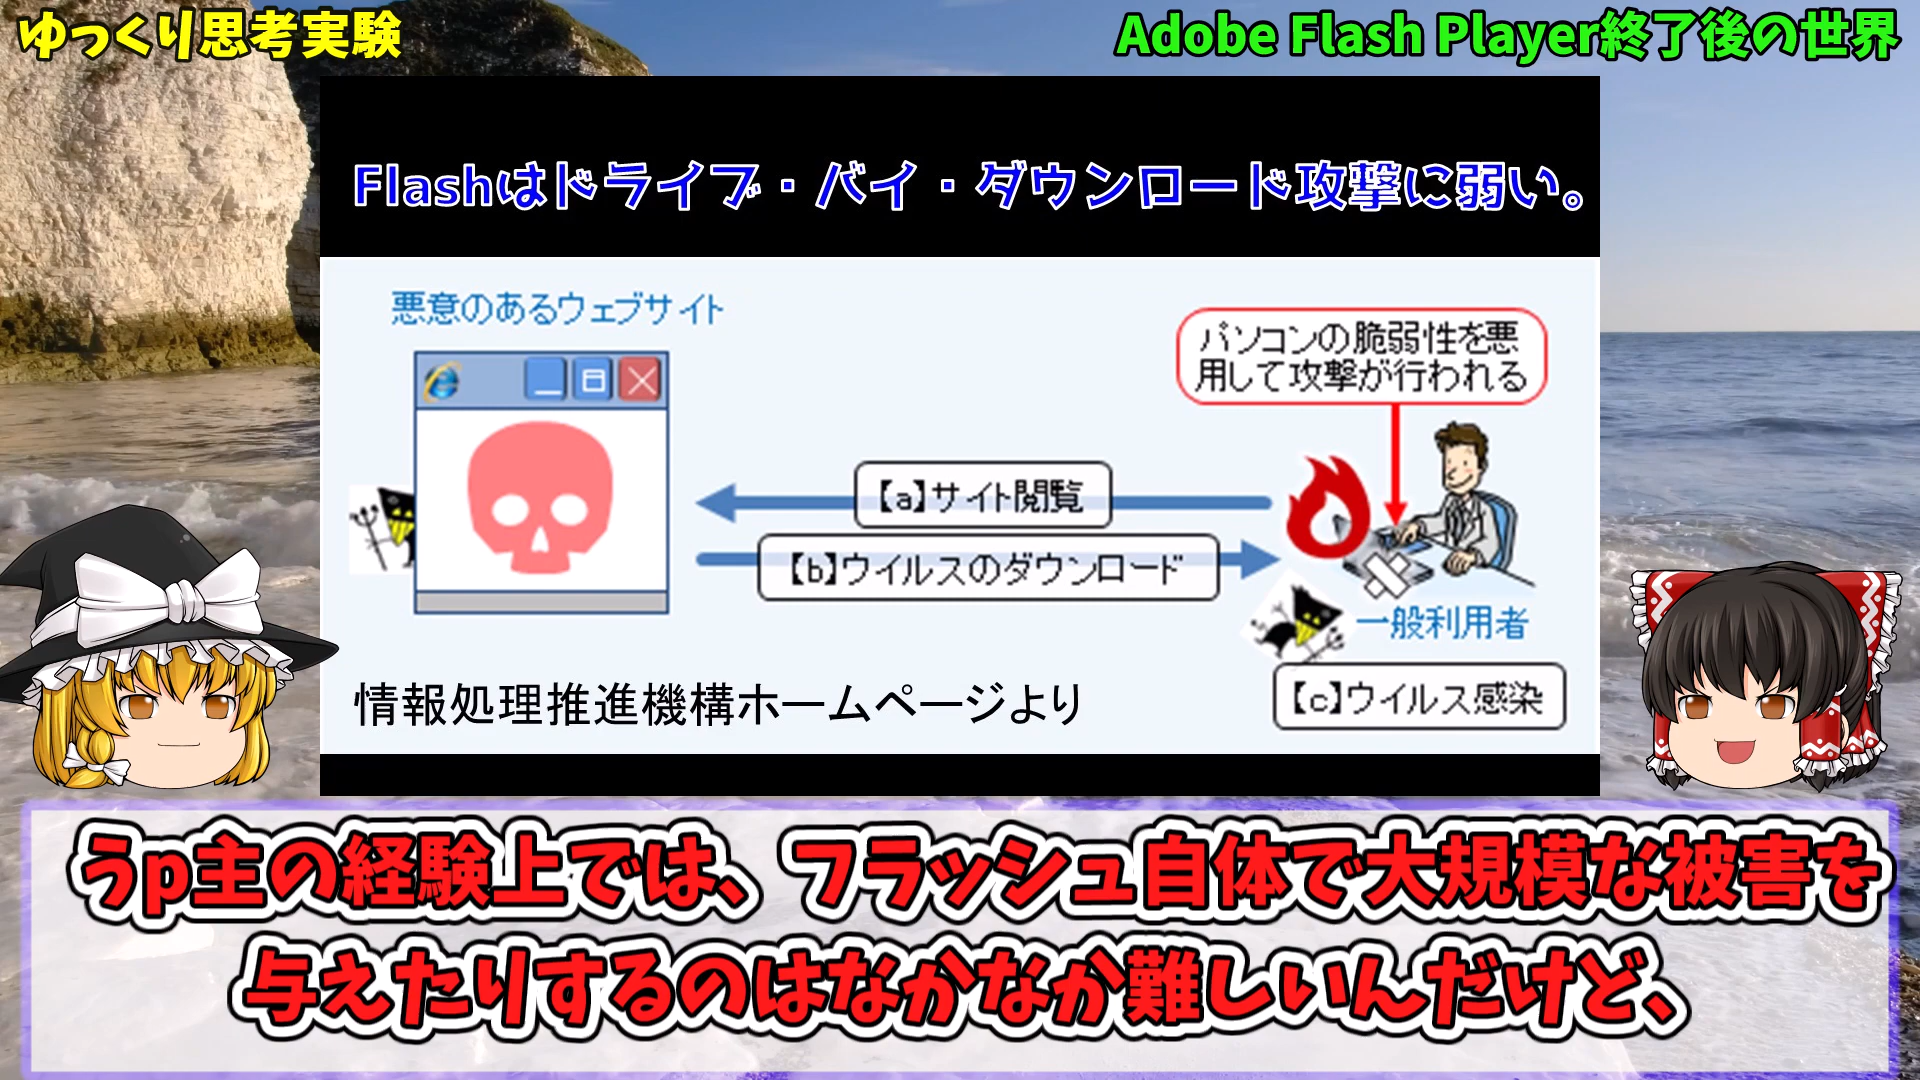 ゆっくり思考実験
Adobe Flash Player終了後の世界
Flashはドライブ・バイ・ダウンロード攻撃に弱い。
悪意のあるウェブサイト
パソコンの脆弱性を悪
用して攻撃が行われる
【a】サイト閲覧
【b】ウイルスのダウンロード
一般利用者
【c】ウイルス感染
情報処理推進機構ホームページより
うp主の経験上では、フラッシュ自体で大規模な被害を
与えたりするのはなかなか難しいんだけど、